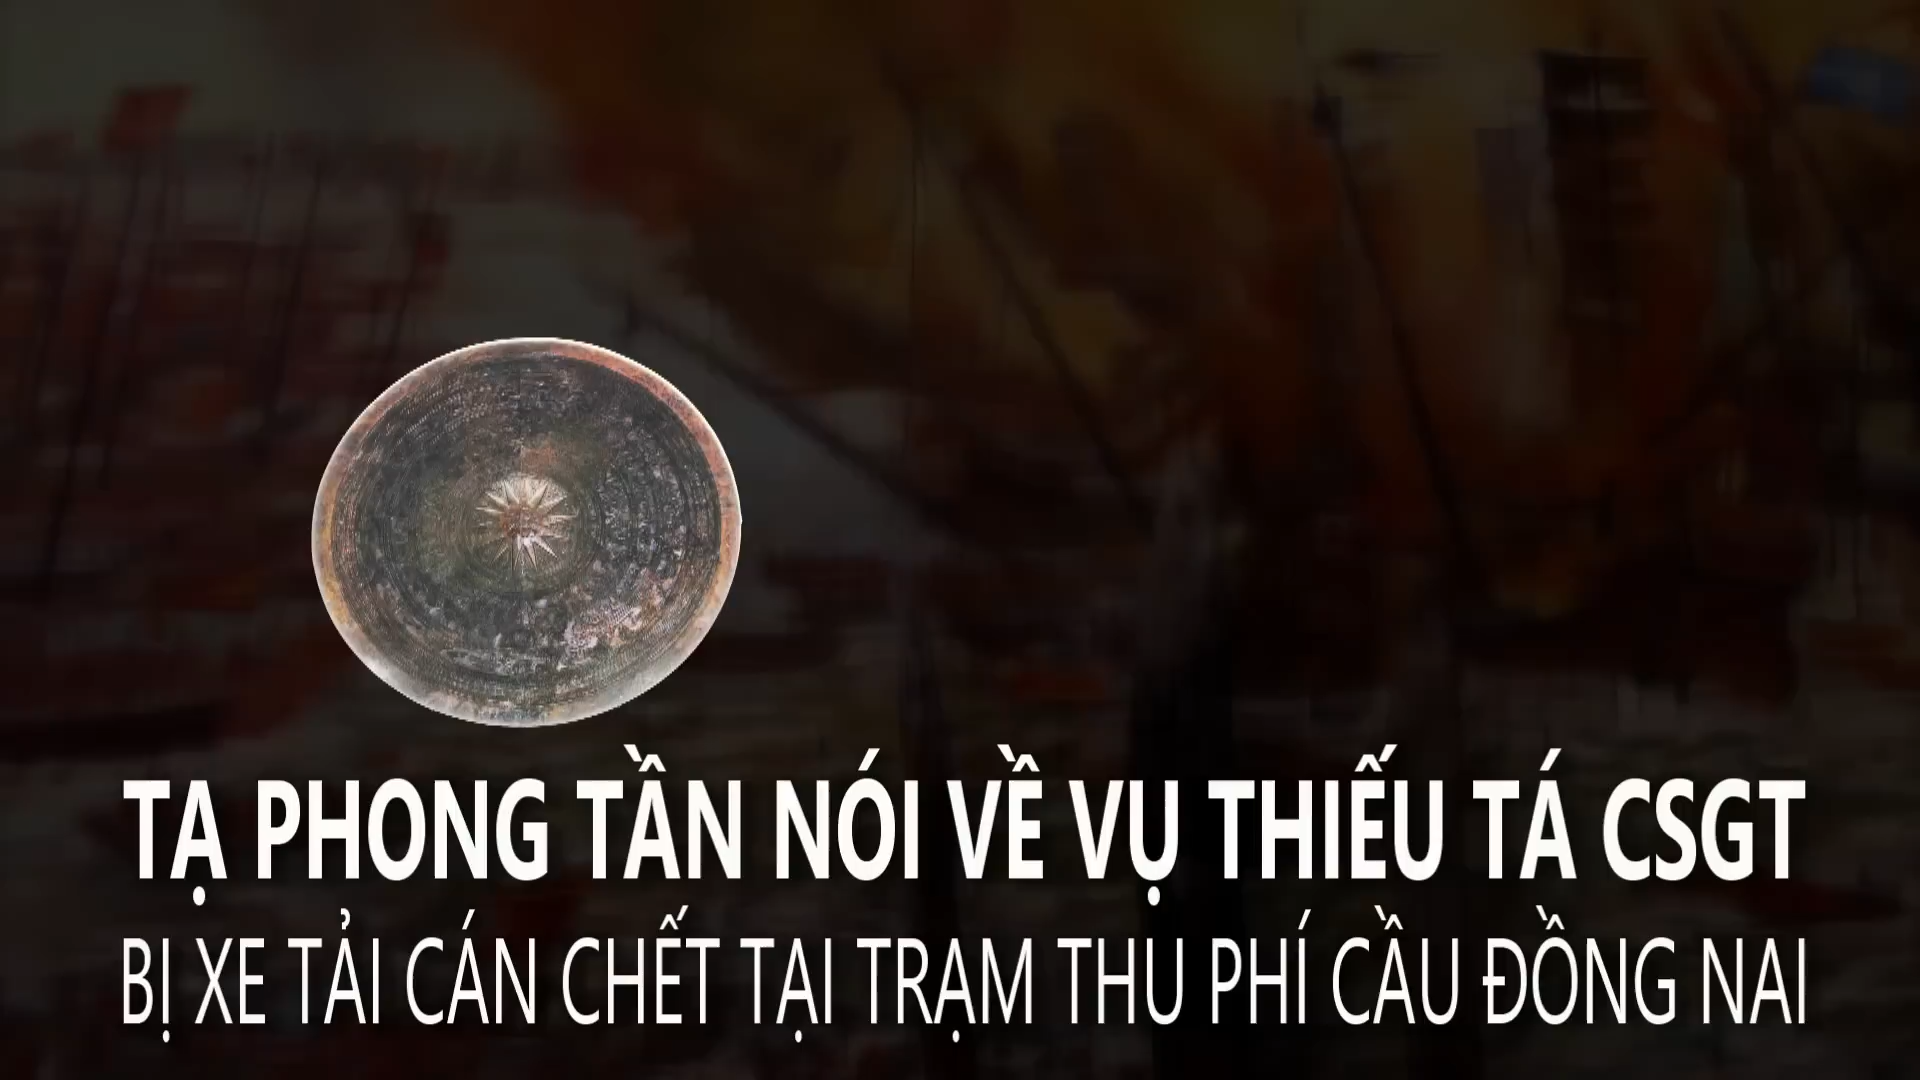 TẠ PHONG TẦN NÓI VỀ VỤ THIẾU TÁ CSGT
BỊ XE TẢI CÁN CHẾT TẠI TRẠM THU PHÍ CẦU ĐỒNG NAI